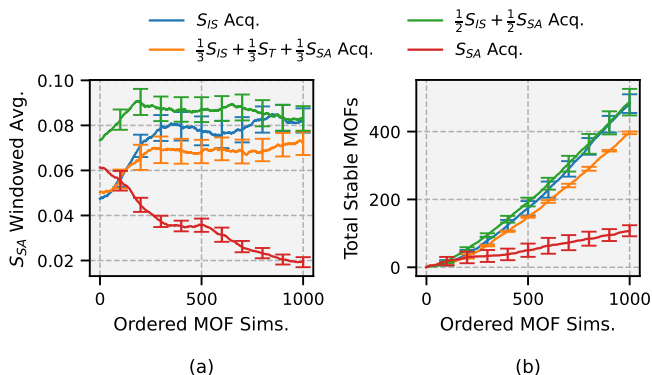 S_IS Acq.
1/3 S_IS + 1/3 S_T + 1/3 S_SA Acq.
1/2 S_IS + 1/2 S_SA Acq.
S_SA Acq.
S_SA Windowed Avg.
0.10
0.08
0.06
0.04
0.02
0
500
1000
Ordered MOF Sims.
(a)
Total Stable MOFs
400
200
0
0
500
1000
Ordered MOF Sims.
(b)